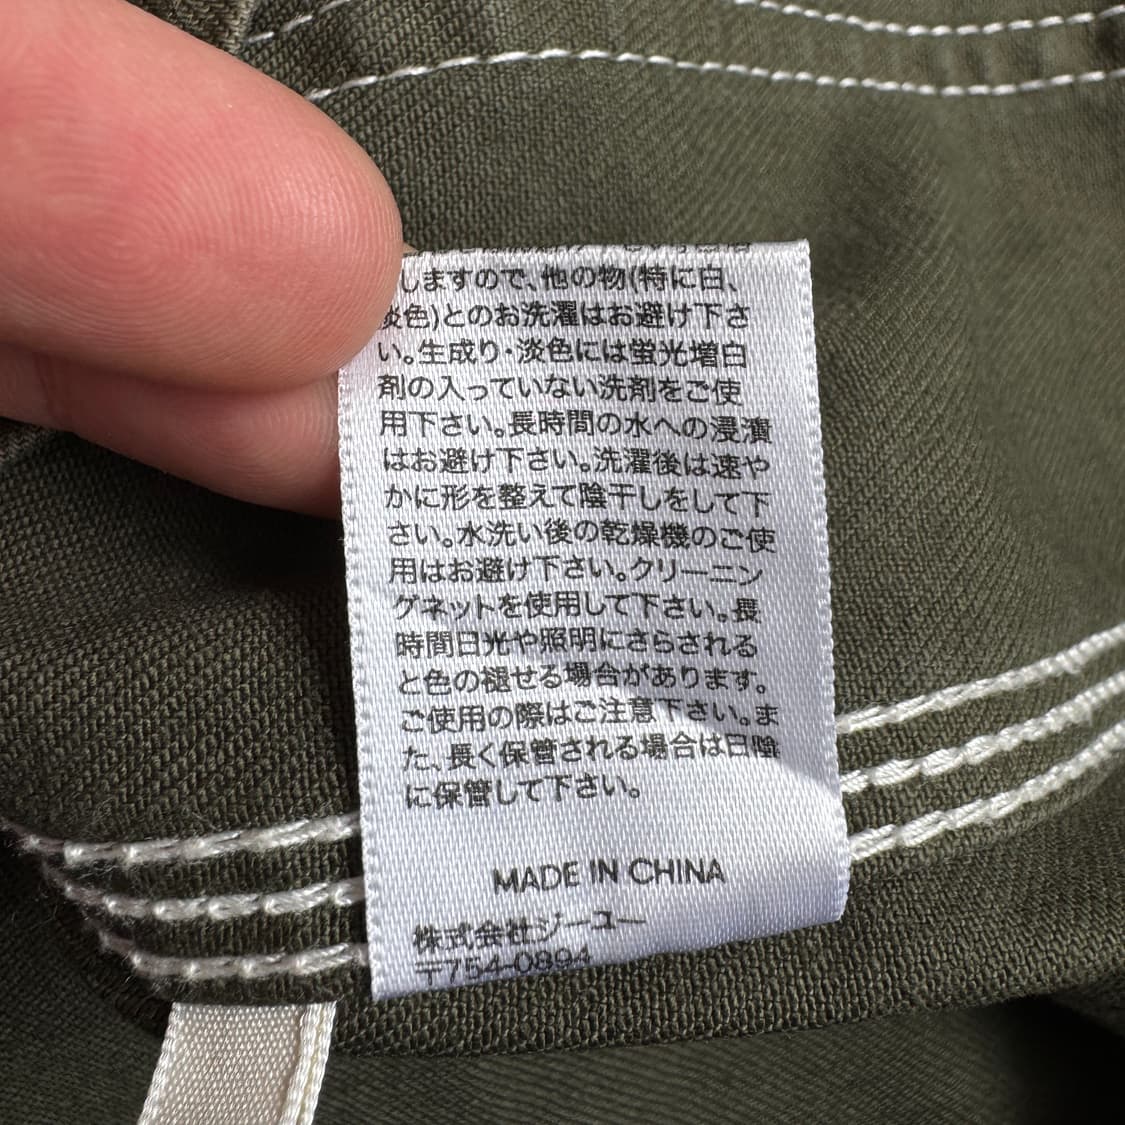 しますので、他の物(特に白、
淡色)とのお洗濯はお避け下さ
い。生成り・淡色には蛍光増白
剤の入っていない洗剤をご使
用下さい。長時間の水への浸漬
はお避け下さい。洗濯後は速や
かに形を整えて陰干しをして下
さい。水洗い後の乾燥機のご使
用はお避け下さい。クリーニン
グネットを使用して下さい。長
時間日光や照明にさらされる
と色の褪せる場合があります。
ご使用の際はご注意下さい。ま
た、長く保管される場合は日陰
に保管して下さい。
MADE IN CHINA
株式会社ジーユー
〒754-0894